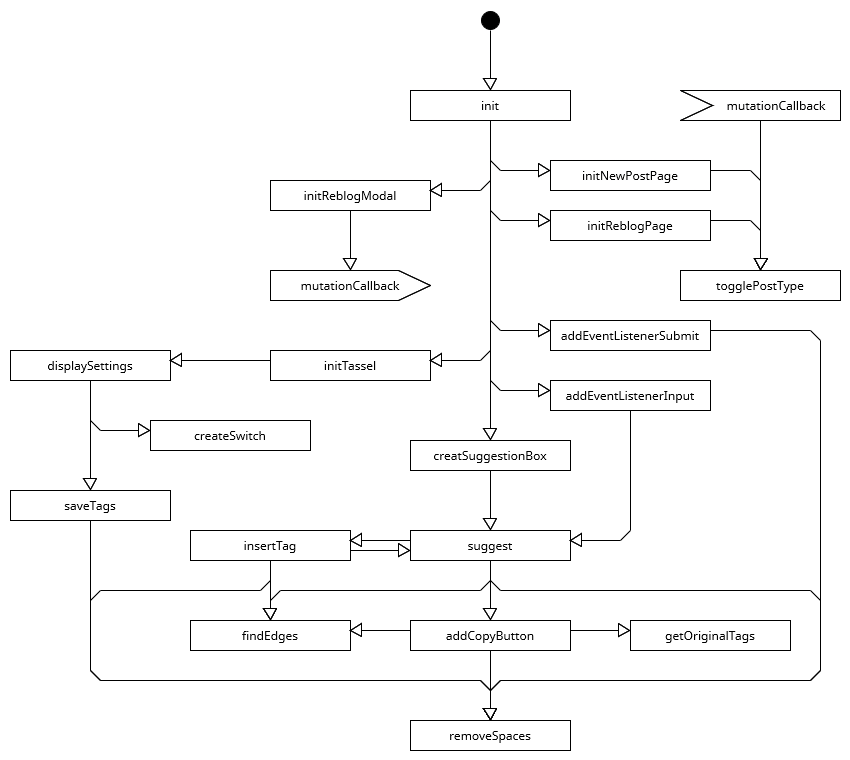 init
mutationCallback
initNewPostPage
initReblogModal
initReblogPage
mutationCallback
togglePostType
addEventListenerSubmit
displaySettings
initTassel
addEventListenerInput
createSwitch
creatSuggestionBox
saveTags
insertTag
suggest
findEdges
addCopyButton
getOriginalTags
removeSpaces